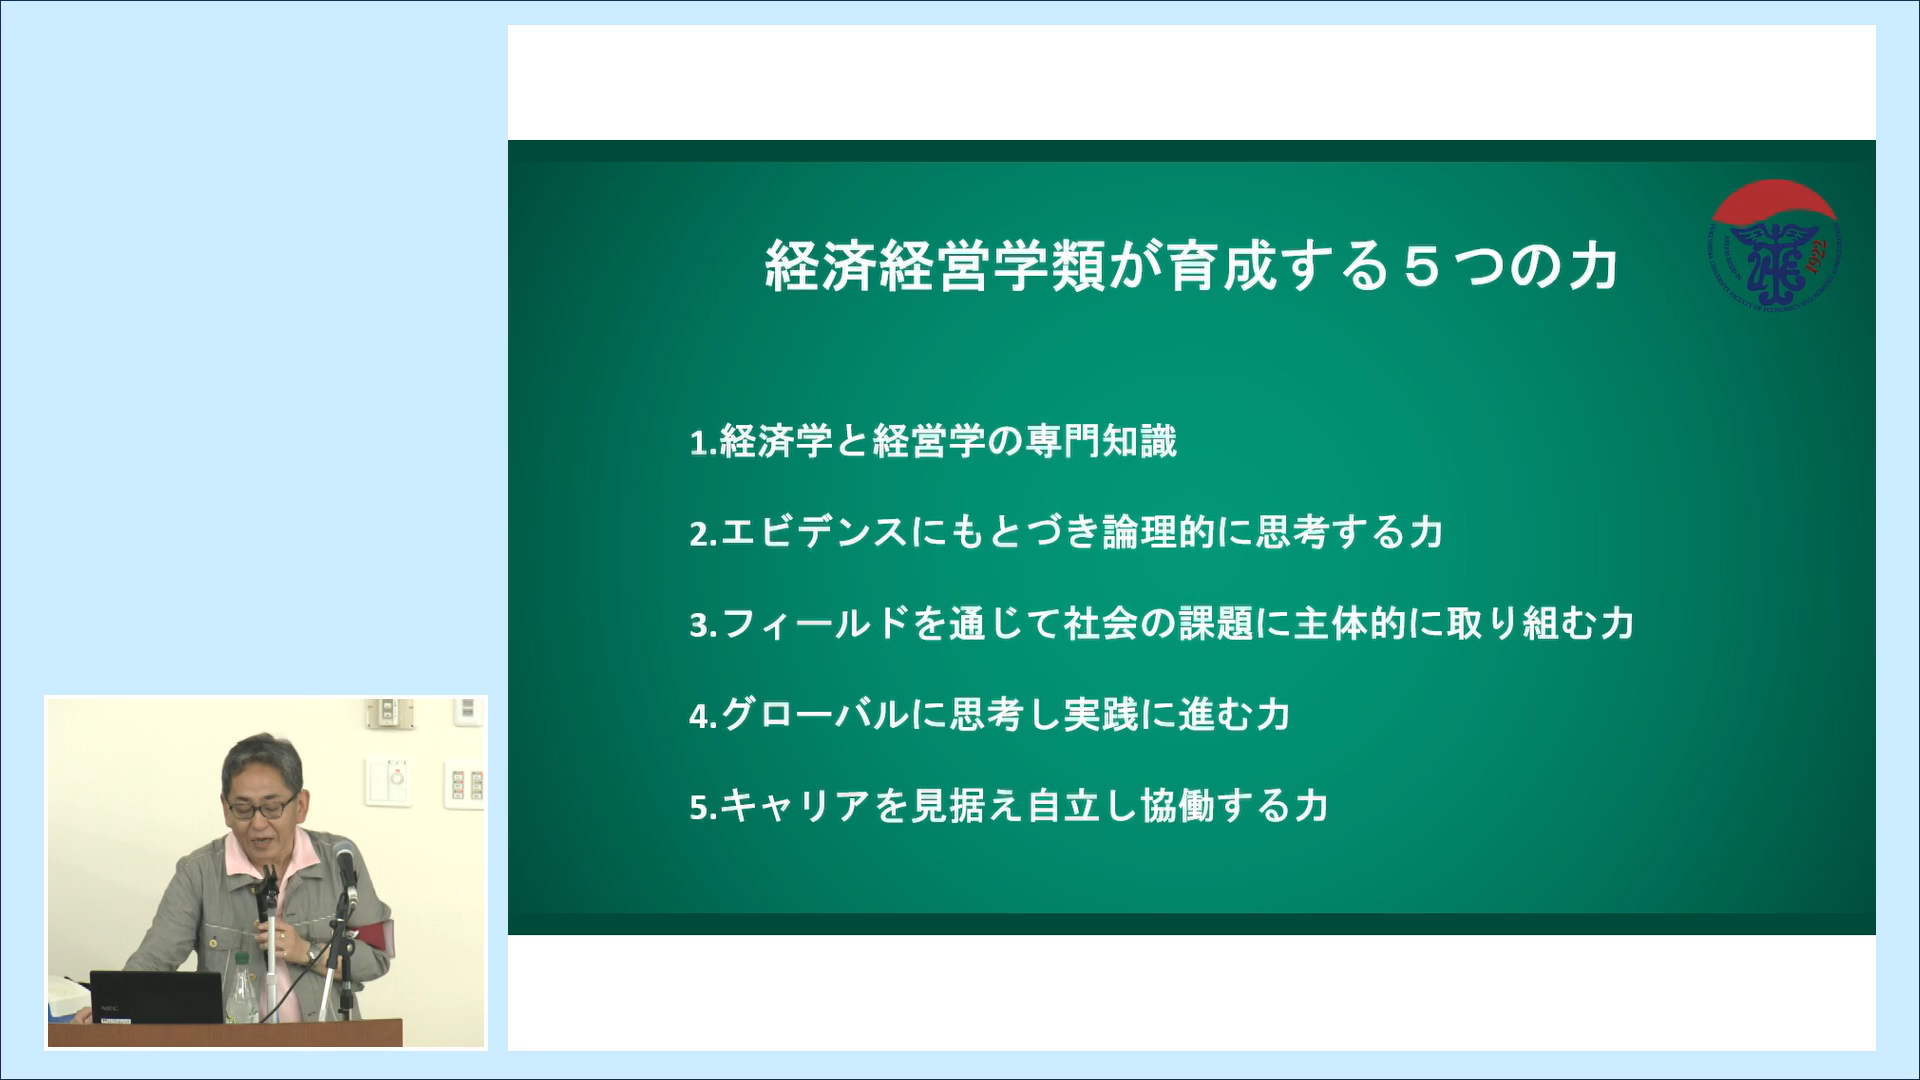 経済経営学類が育成する５つの力
1922
1.経済学と経営学の専門知識
2.エビデンスにもとづき論理的に思考する力
3.フィールドを通じて社会の課題に主体的に取り組む力
4.グローバルに思考し実践に進む力
5.キャリアを見据え自立し協働する力
NEC